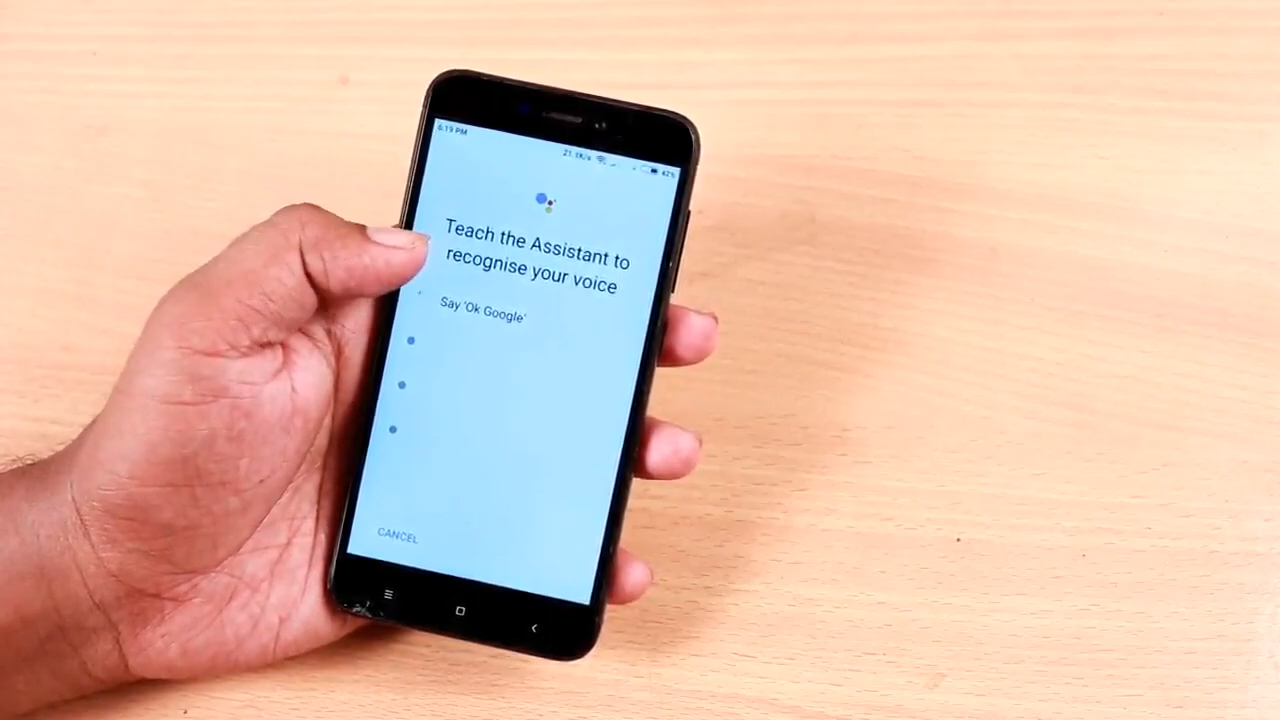 6:19 PM
21.1K/s
42%
Teach the Assistant to
recognise your voice
Say 'Ok Google'
CANCEL